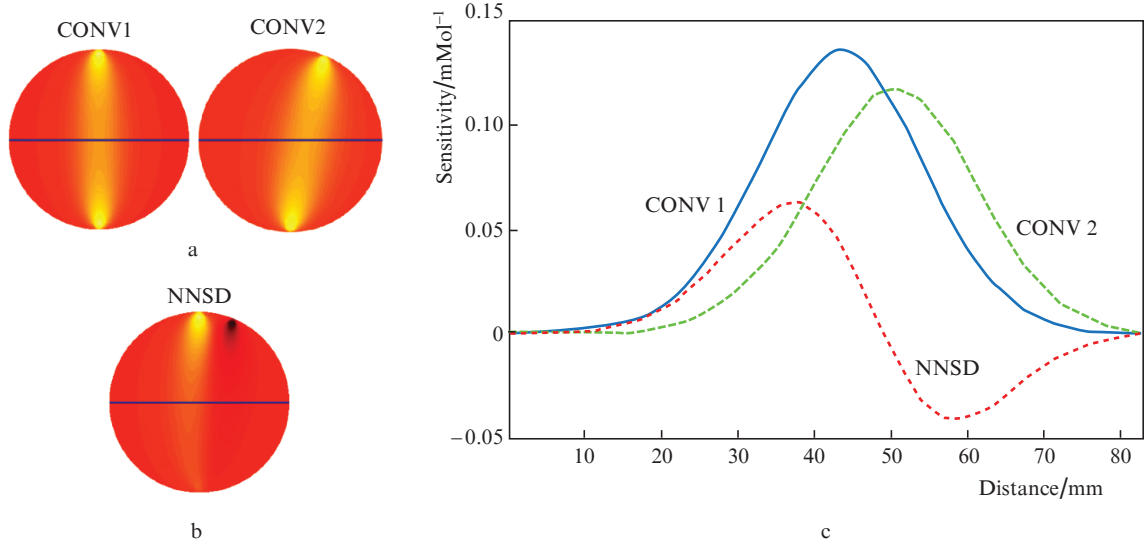 CONV1
CONV2
a
NNSD
b
Sensitivity/mMol⁻¹
0.15
0.10
0.05
0
−0.05
CONV 1
CONV 2
NNSD
10 20 30 40 50 60 70 80
Distance/mm
c